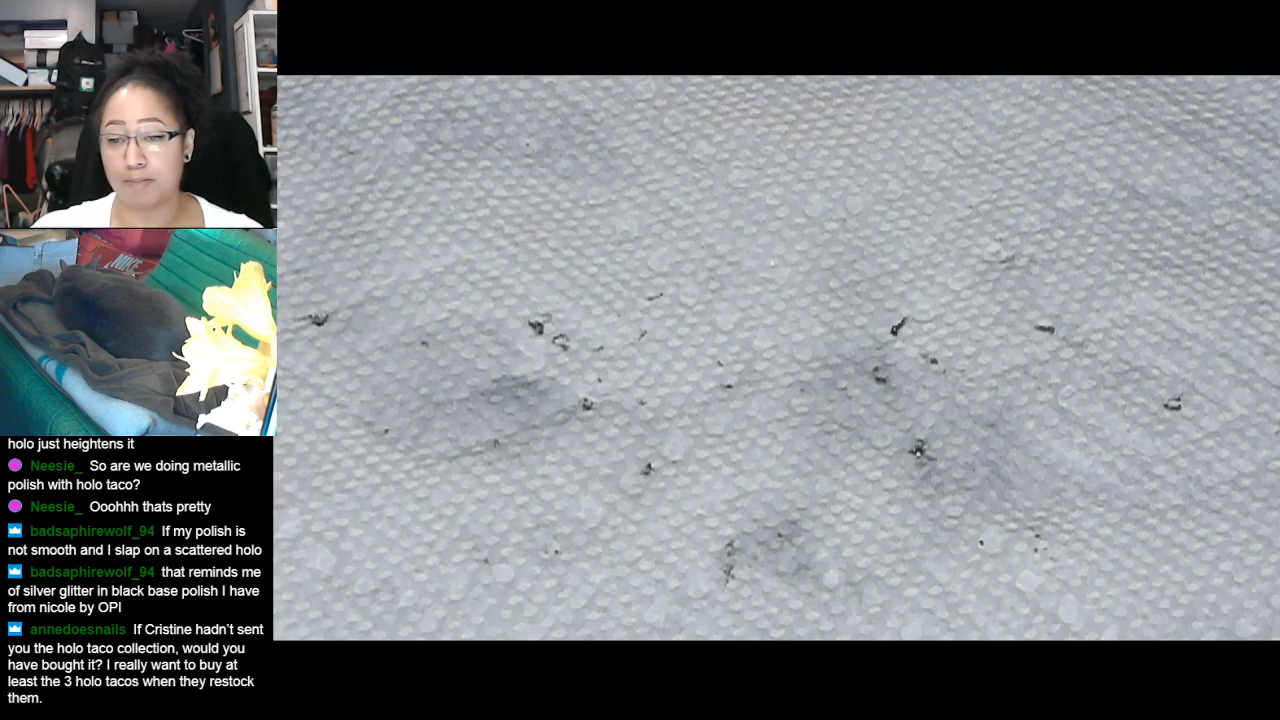 NIKE
holo just heightens it
Neesie_ So are we doing metallic
polish with holo taco?
Neesie_ Ooohhh thats pretty
badsaphirewolf_94 If my polish is
not smooth and I slap on a scattered holo
badsaphirewolf_94 that reminds me
of silver glitter in black base polish I have
from nicole by OPI
annedoesnails If Cristine hadn't sent
you the holo taco collection, would you
have bought it? I really want to buy at
least the 3 holo tacos when they restock
them.